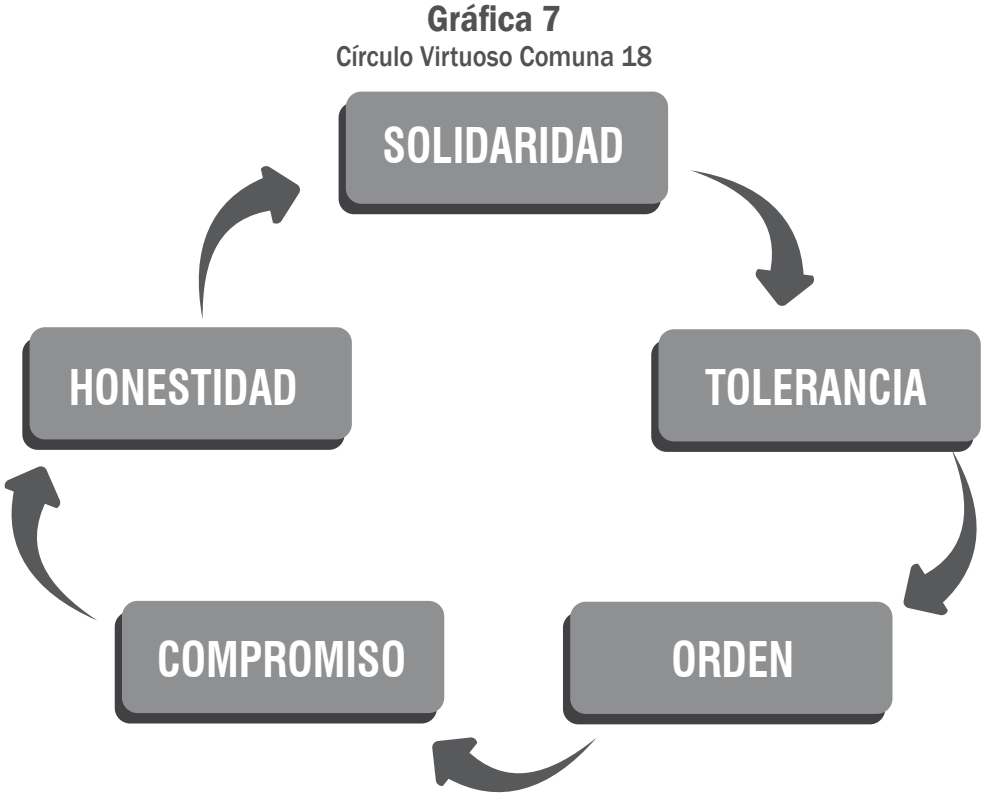 Gráfica 7
Círculo Virtuoso Comuna 18
SOLIDARIDAD
TOLERANCIA
ORDEN
COMPROMISO
HONESTIDAD